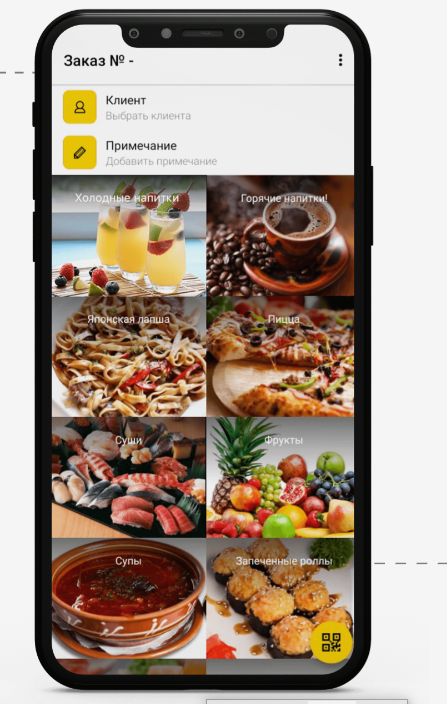 Заказ № -
Клиент
Выбрать клиента
Примечание
Добавить примечание
Холодные напитки
Горячие напитки!
Японская лапша
Пицца
Суши
Фрукты
Супы
Запеченные роллы